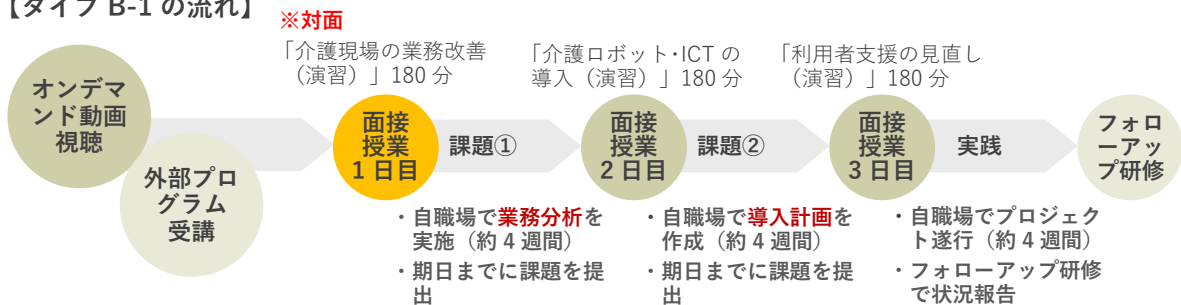 【タイプ B-1 の流れ】
※対面
「介護現場の業務改善
（演習）」180 分
「介護ロボット・ICT の
導入（演習）」180 分
「利用者支援の見直し
（演習）」180 分
オンデマ
ンド動画
視聴
外部プロ
グラム
受講
面接
授業
1 日目
課題①
面接
授業
2 日目
課題②
面接
授業
3 日目
実践
フォロ
ーアッ
プ研修
・自職場で業務分析を
実施（約 4 週間）
・期日までに課題を提
出
・自職場で導入計画を
作成（約 4 週間）
・期日までに課題を提
出
・自職場でプロジェク
ト遂行（約 4 週間）
・フォローアップ研修
で状況報告